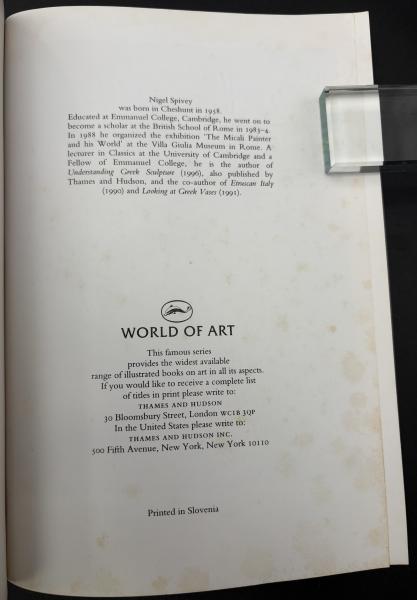 Nigel Spivey
was born in Cheshunt in 1958.
Educated at Emmanuel College, Cambridge, he went on to
become a scholar at the British School of Rome in 1983–4.
In 1988 he organized the exhibition 'The Micali Painter
and his World' at the Villa Giulia Museum in Rome. A
lecturer in Classics at the University of Cambridge and a
Fellow of Emmanuel College, he is the author of
Understanding Greek Sculpture (1996), also published by
Thames and Hudson, and the co-author of Etruscan Italy
(1990) and Looking at Greek Vases (1991).
WORLD OF ART
This famous series
provides the widest available
range of illustrated books on art in all its aspects.
If you would like to receive a complete list
of titles in print please write to:
THAMES AND HUDSON
30 Bloomsbury Street, London WC1B 3QP
In the United States please write to:
THAMES AND HUDSON INC.
500 Fifth Avenue, New York, New York 10110
Printed in Slovenia